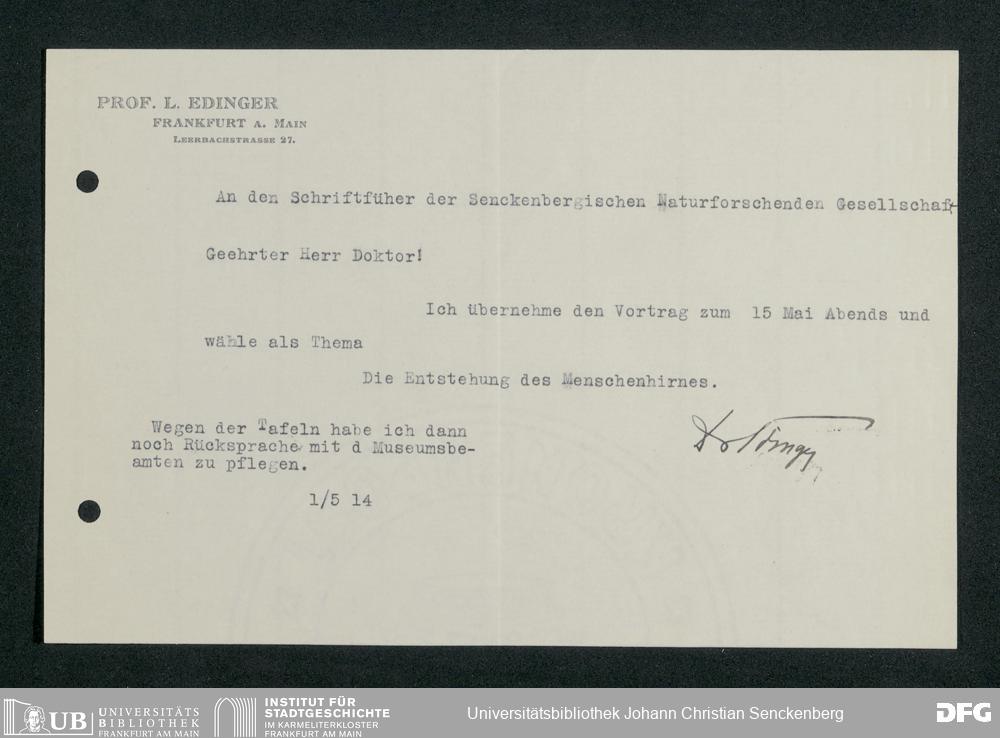 PROF. L. EDINGER
FRANKFURT A. MAIN
LEERBACHSTRASSE 27.
An den Schriftfüher der Senckenbergischen Naturforschenden Gesellschaft
Geehrter Herr Doktor!
Ich übernehme den Vortrag zum 15 Mai Abends und
wähle als Thema
Die Entstehung des Menschenhirnes.
Wegen der Tafeln habe ich dann
noch Rücksprache mit d Museumsbe-
amten zu pflegen.
1/5 14
UB UNIVERSITÄTS
BIBLIOTHEK
FRANKFURT AM MAIN
INSTITUT FÜR
STADTGESCHICHTE
IM KARMELITERKLOSTER
FRANKFURT AM MAIN
Universitätsbibliothek Johann Christian Senckenberg
DFG